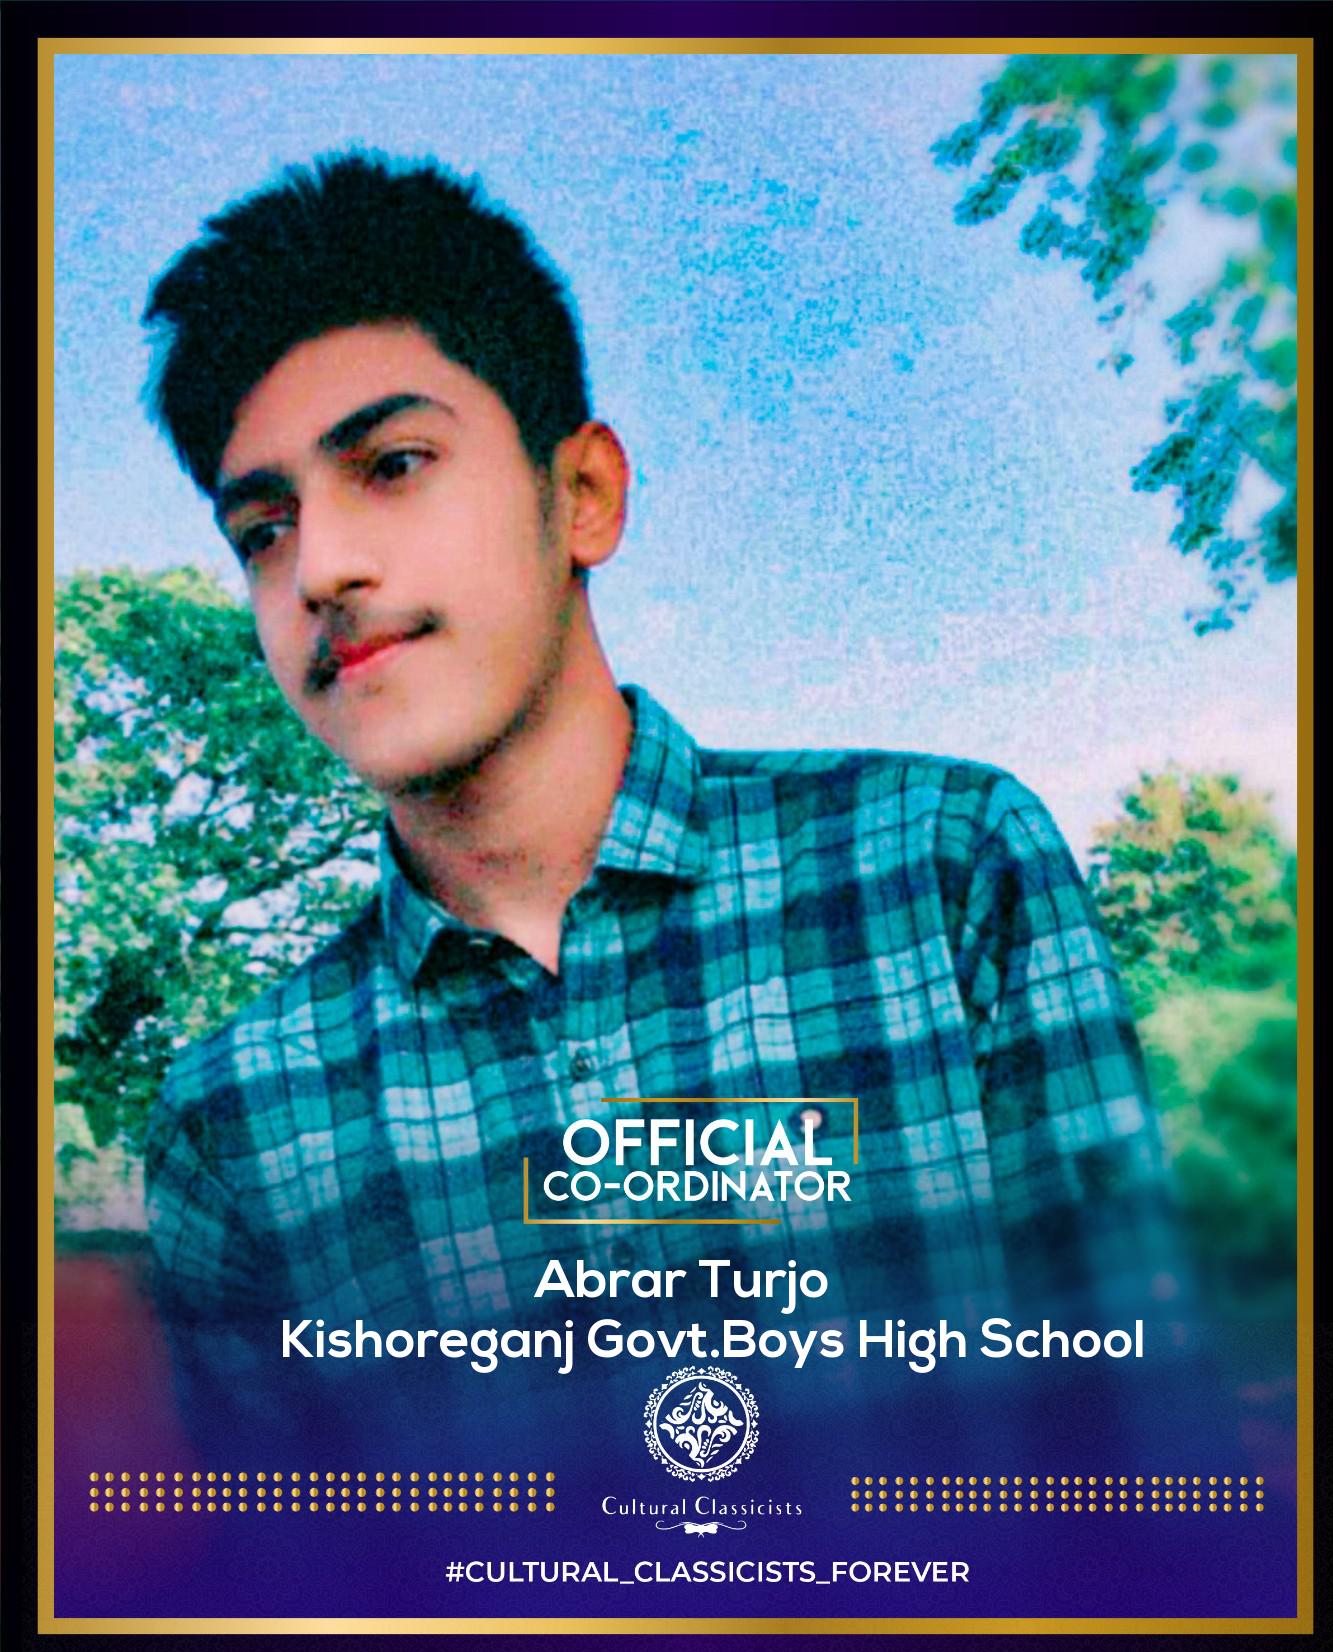 OFFICIAL
CO-ORDINATOR
Abrar Turjo
Kishoreganj Govt.Boys High School
Cultural Classicists
#CULTURAL_CLASSICISTS_FOREVER